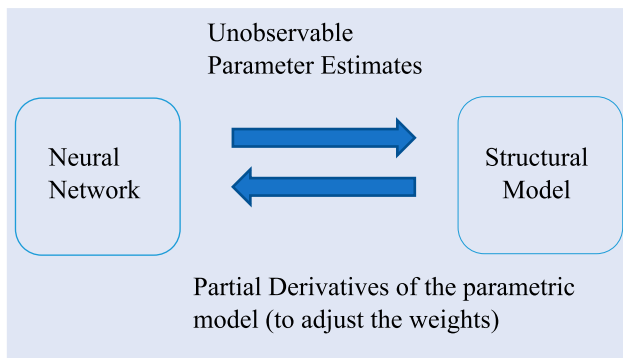 Unobservable
Parameter Estimates
Neural
Network
Structural
Model
Partial Derivatives of the parametric
model (to adjust the weights)